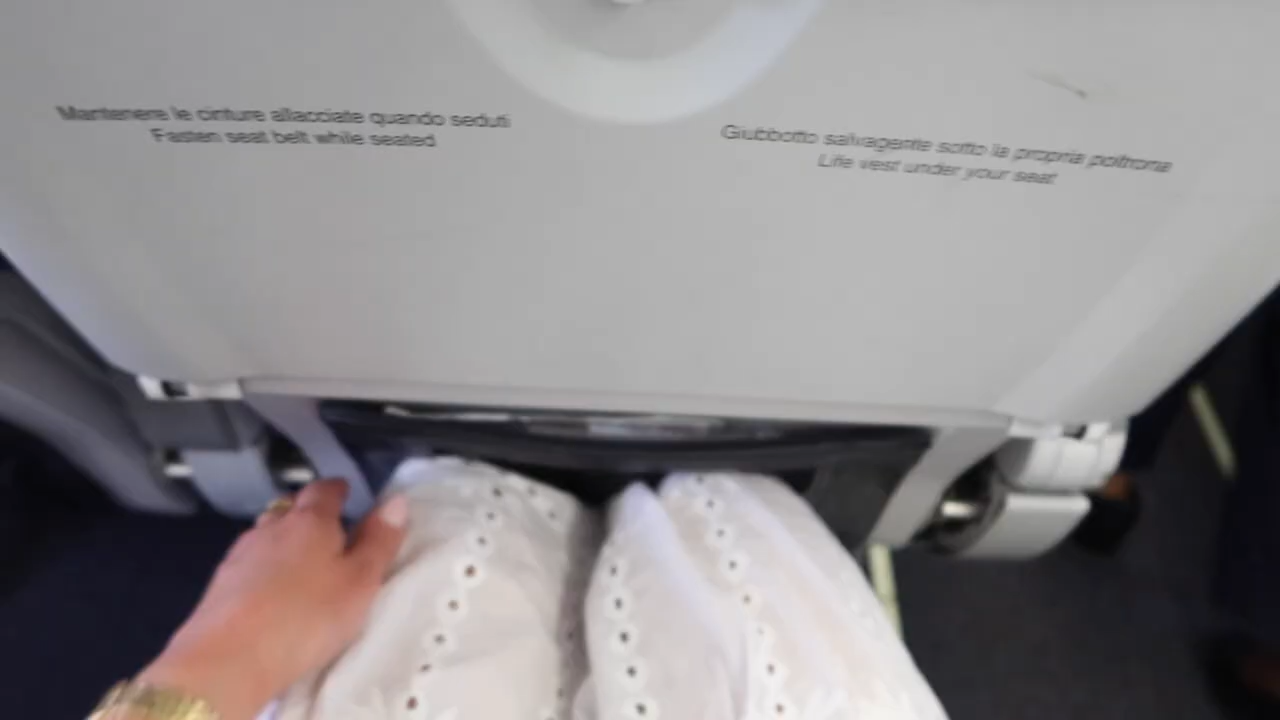 Mantenere le cinture allacciate quando seduti
Fasten seat belt while seated
Giubbotto salvagente sotto la propria poltrona
Life vest under your seat